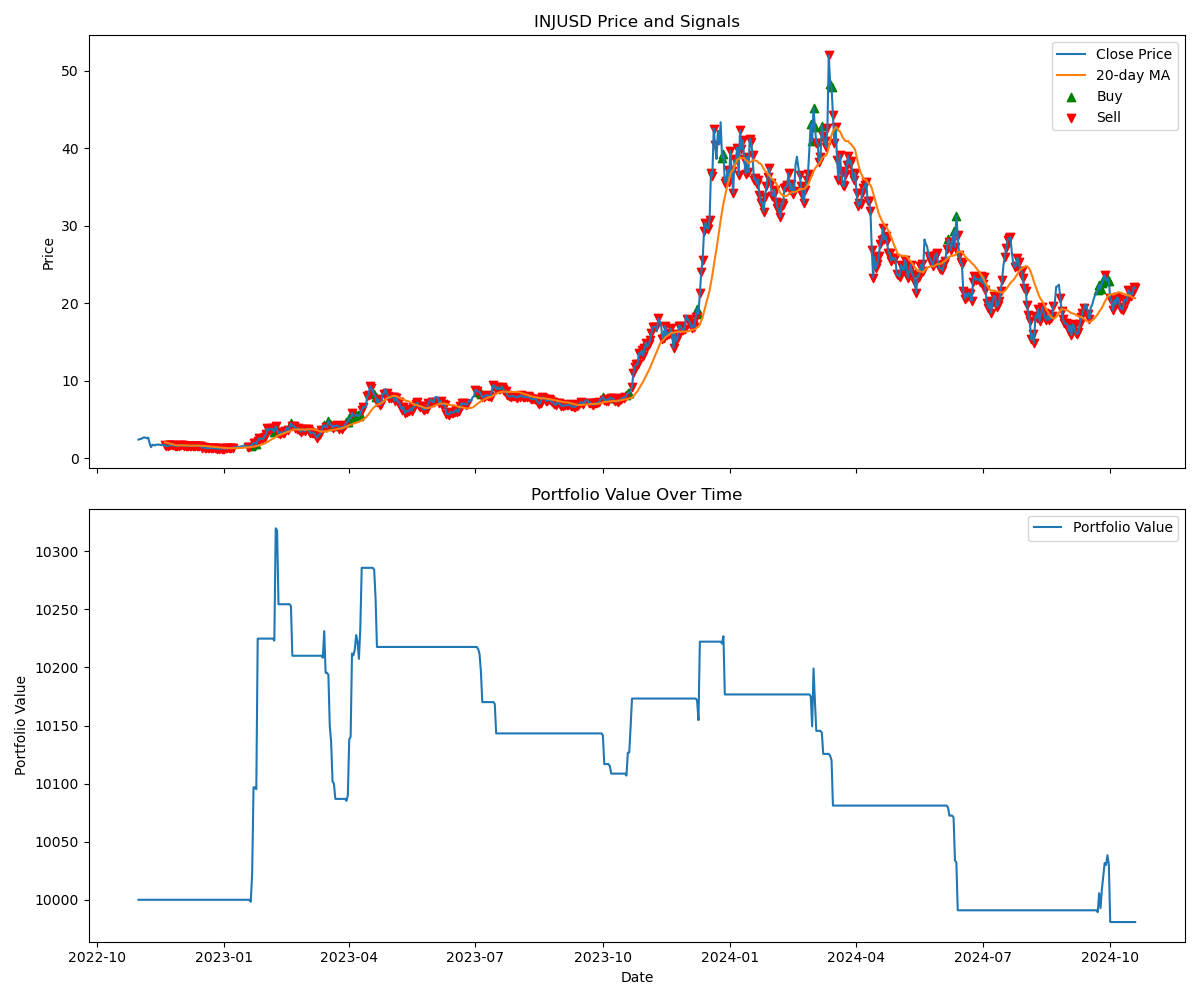 INJUSD Price and Signals
Price
50
40
30
20
10
0
Close Price
20-day MA
Buy
Sell
Portfolio Value Over Time
Portfolio Value
10300
10250
10200
10150
10100
10050
10000
Portfolio Value
2022-10 2023-01 2023-04 2023-07 2023-10 2024-01 2024-04 2024-07 2024-10
Date